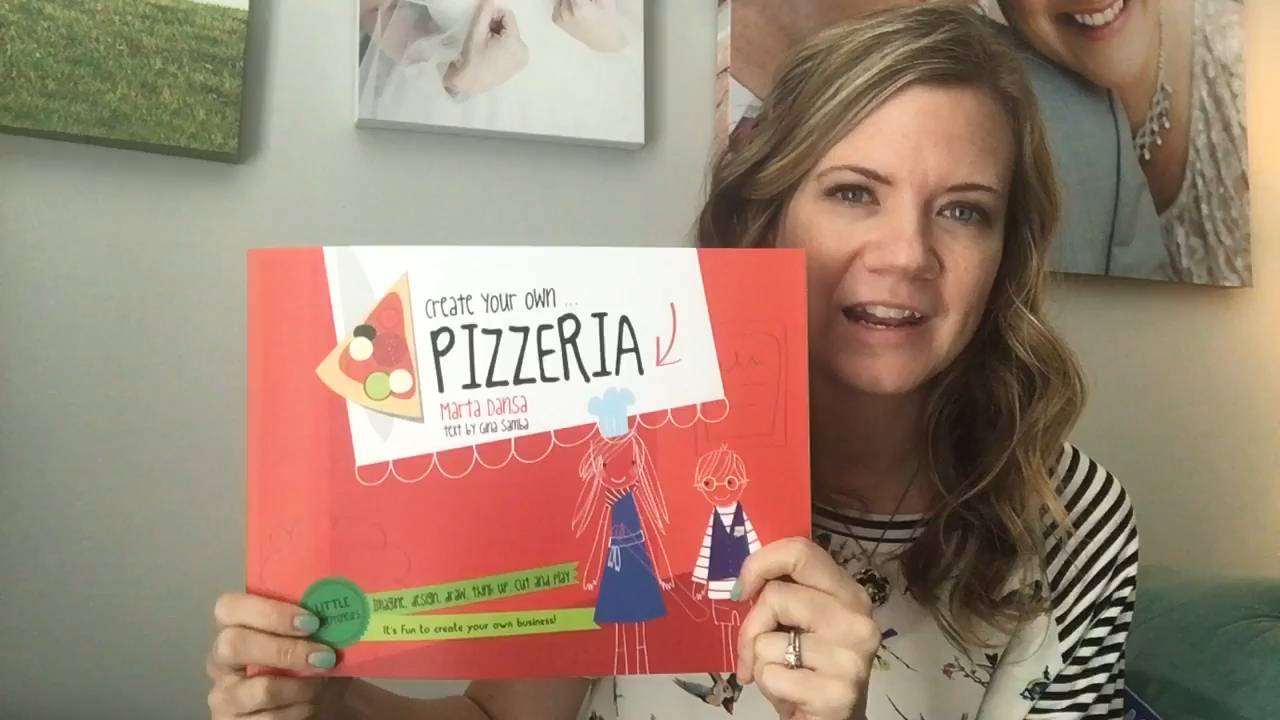 create your own ...
PIZZERIA
Marta Dansa
text by Gina Samba
LITTLE
Imagine, design, draw, think up, cut and play
It's fun to create your own business!